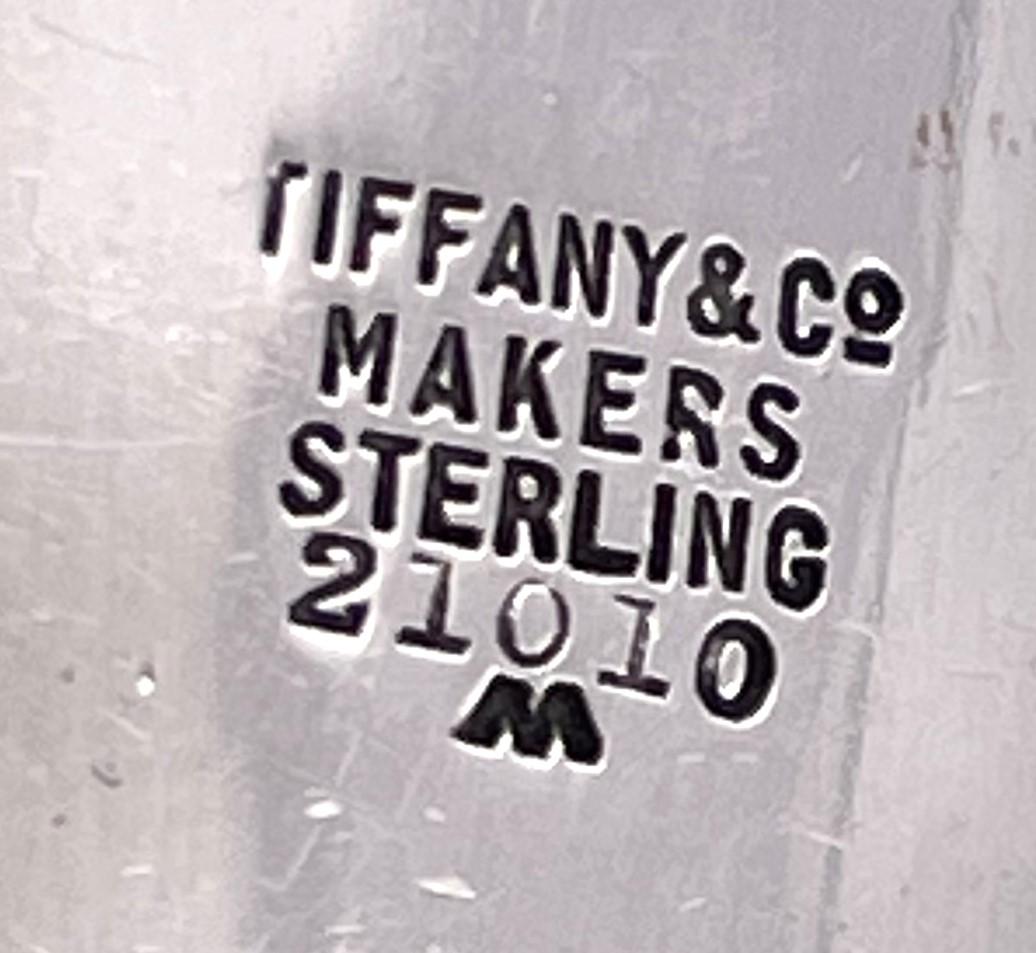 TIFFANY & Cº
MAKERS
STERLING
21010
M